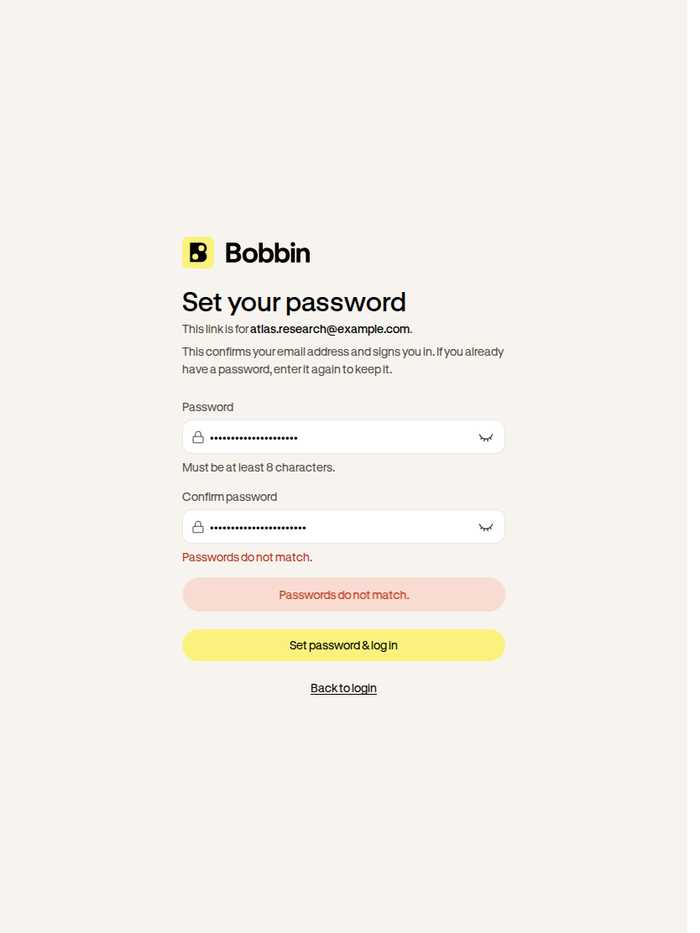 Bobbin
Set your password
This link is for atlas.research@example.com.
This confirms your email address and signs you in. If you already
have a password, enter it again to keep it.
Password
•••••••••••••••••••••
Must be at least 8 characters.
Confirm password
•••••••••••••••••••••••
Passwords do not match.
Passwords do not match.
Set password & log in
Back to login